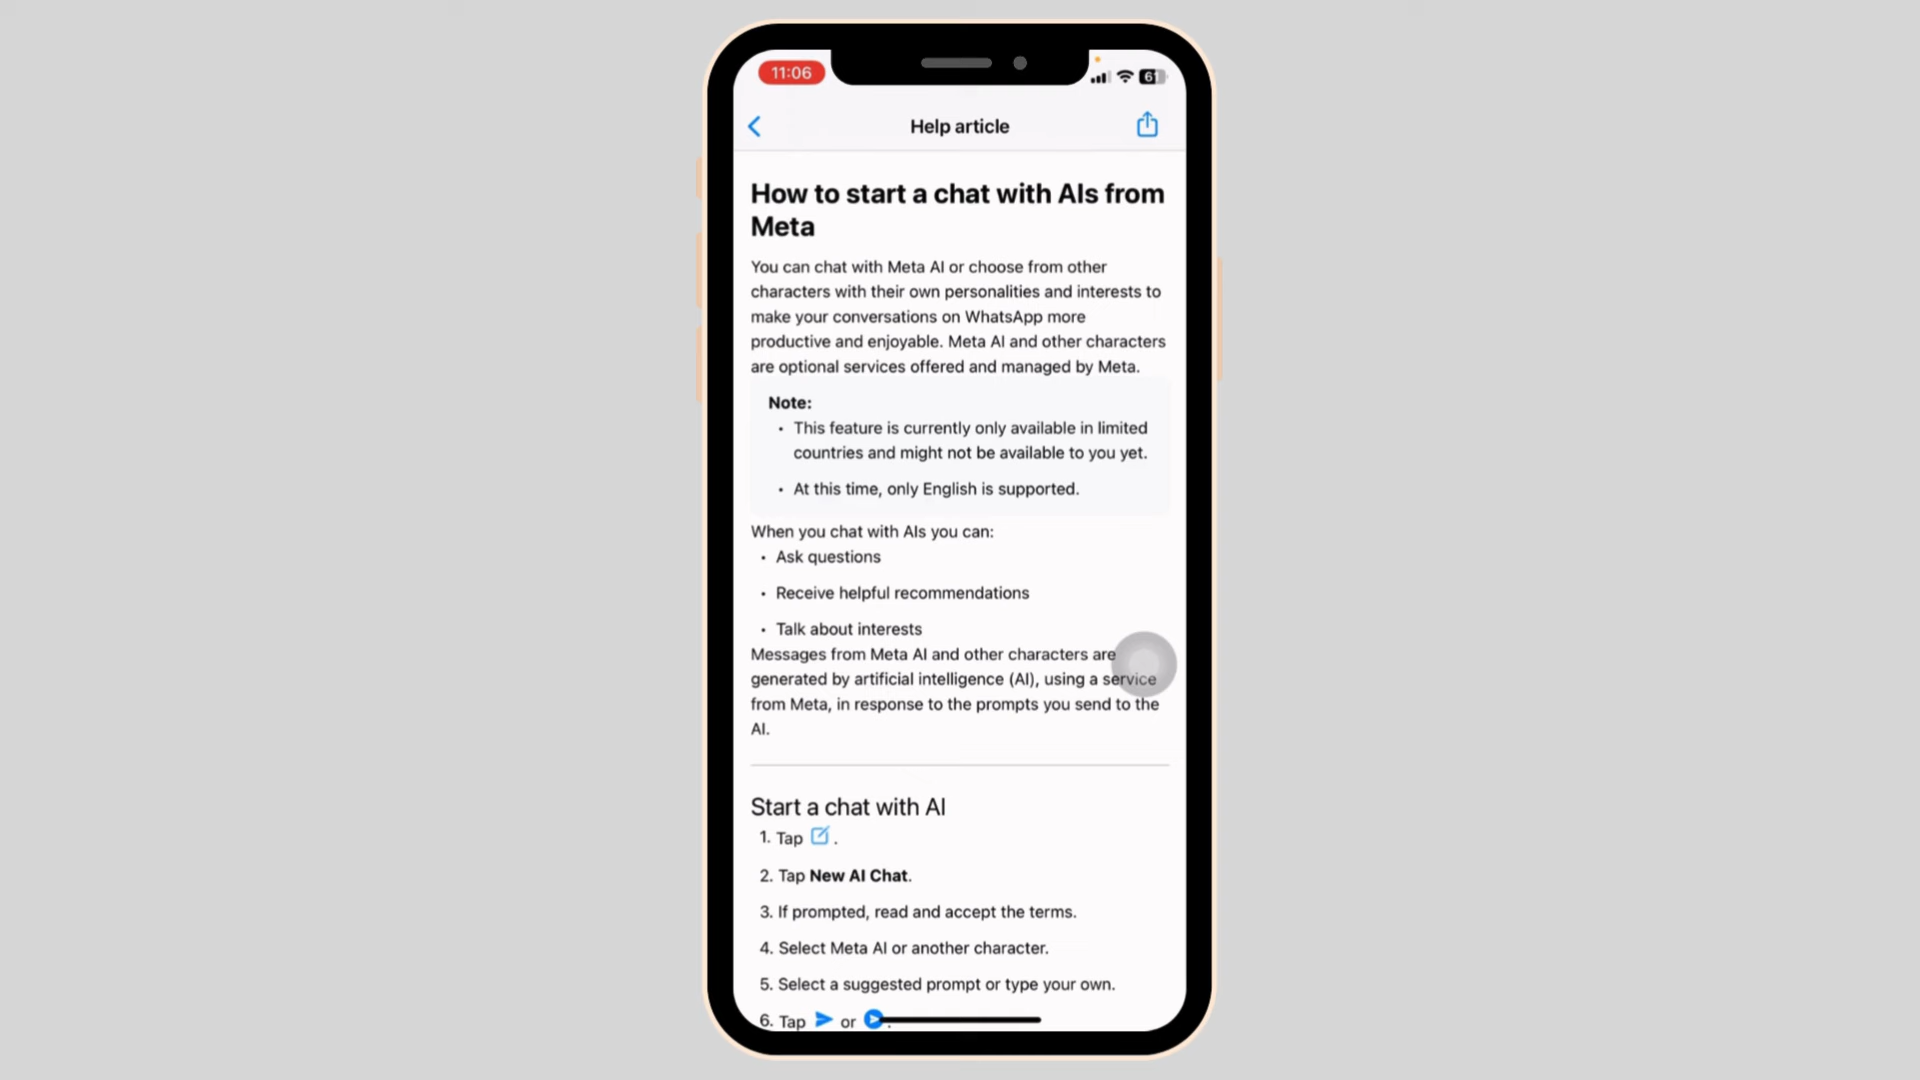 11:06
61
Help article
How to start a chat with AIs from
Meta
You can chat with Meta AI or choose from other
characters with their own personalities and interests to
make your conversations on WhatsApp more
productive and enjoyable. Meta AI and other characters
are optional services offered and managed by Meta.
Note:
• This feature is currently only available in limited
countries and might not be available to you yet.
• At this time, only English is supported.
When you chat with AIs you can:
• Ask questions
• Receive helpful recommendations
• Talk about interests
Messages from Meta AI and other characters are
generated by artificial intelligence (AI), using a service
from Meta, in response to the prompts you send to the
AI.
Start a chat with AI
1. Tap .
2. Tap New AI Chat.
3. If prompted, read and accept the terms.
4. Select Meta AI or another character.
5. Select a suggested prompt or type your own.
6. Tap or .